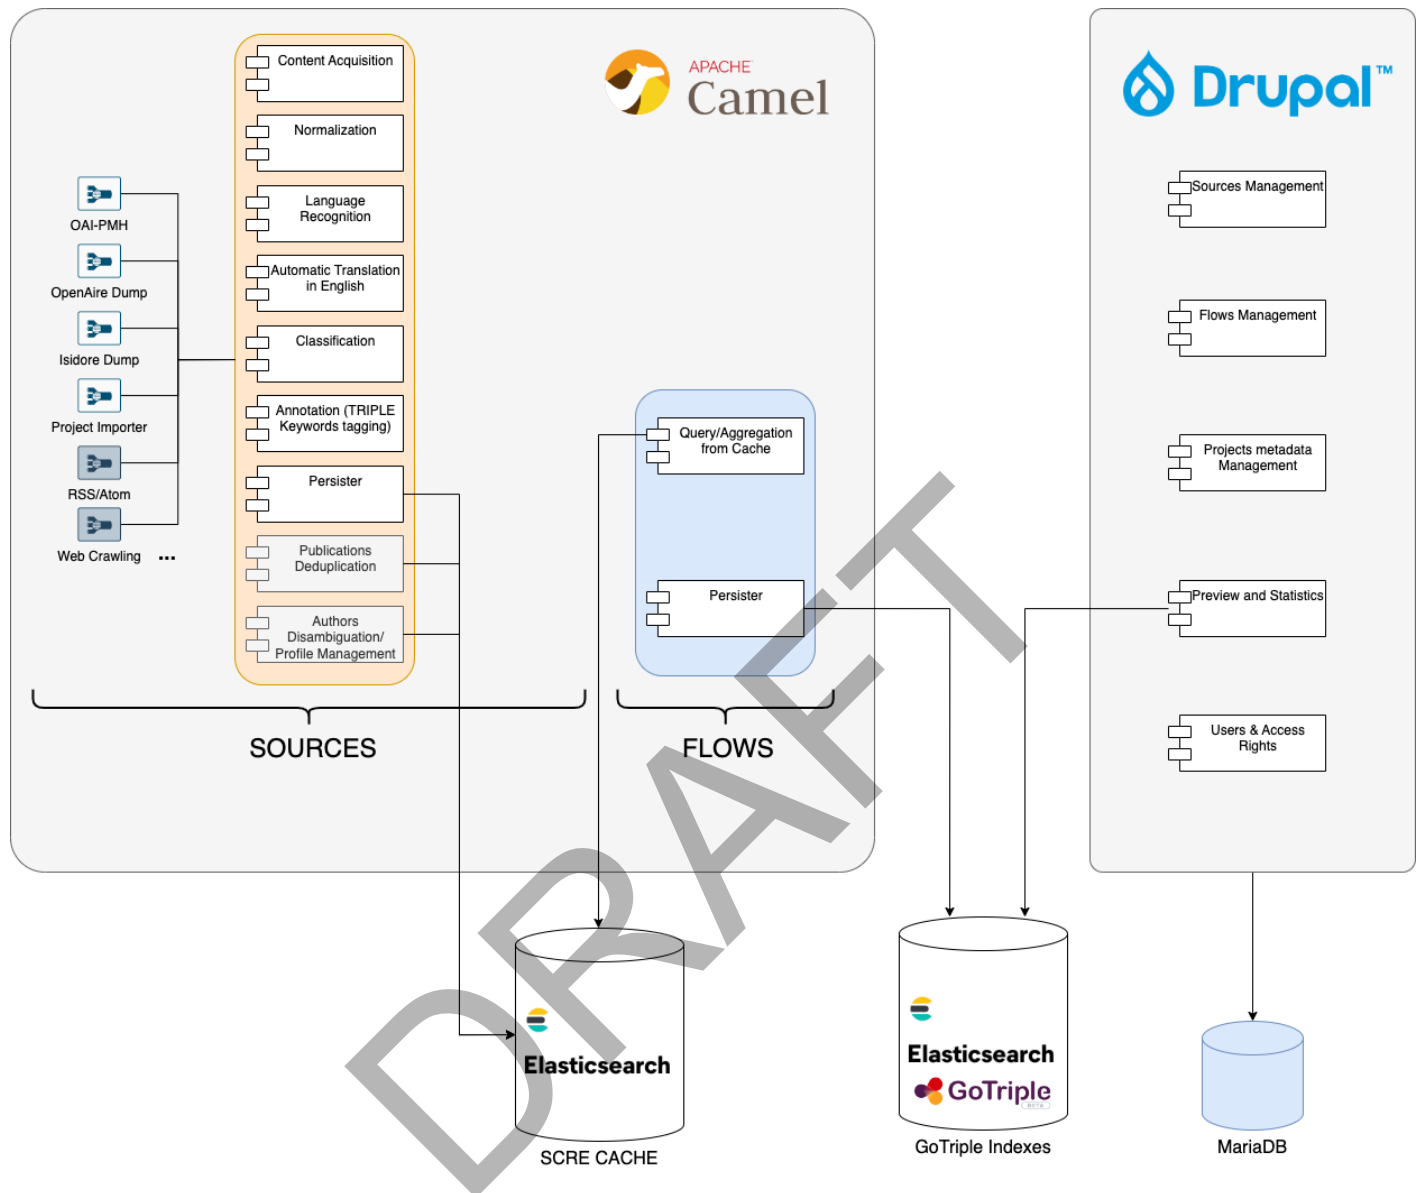 APACHE
Camel
Content Acquisition
Normalization
Language
Recognition
Automatic Translation
in English
Classification
Annotation (TRIPLE
Keywords tagging)
Persister
Publications
Deduplication
Authors
Disambiguation/
Profile Management
OAI-PMH
OpenAire Dump
Isidore Dump
Project Importer
RSS/Atom
Web Crawling ...
SOURCES
Query/Aggregation
from Cache
Persister
FLOWS
Drupal™
Sources Management
Flows Management
Projects metadata
Management
Preview and Statistics
Users & Access
Rights
DRAFT
Elasticsearch
SCRE CACHE
Elasticsearch
GoTriple
BETA
GoTriple Indexes
MariaDB